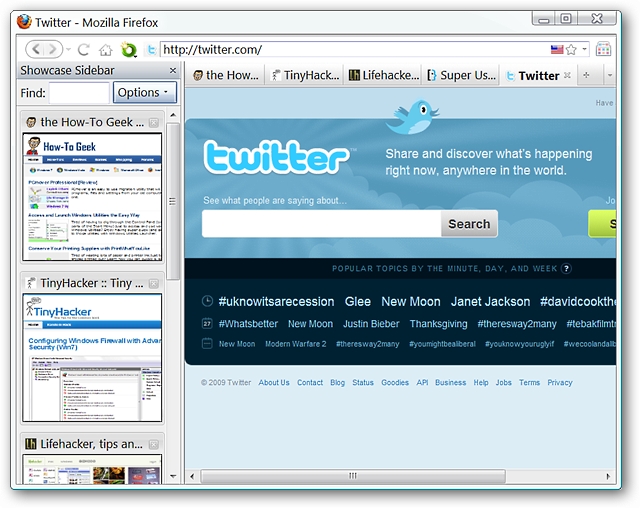 Twitter - Mozilla Firefox
http://twitter.com/
Showcase Sidebar
Find:
Options
the How...
TinyHack...
Lifehacke...
Super Us...
Twitter
the How-To Geek ...
How-To Geek
TinyHacker :: Tiny ...
TinyHacker
Configuring Windows Firewall with Advan
Security (Win7)
Lifehacker, tips an...
Have
twitter
Share and discover what's happening
right now, anywhere in the world.
See what people are saying about...
Jo
Search
S
POPULAR TOPICS BY THE MINUTE, DAY, AND WEEK ?
#uknowitsarecession Glee New Moon Janet Jackson #davidcookthe
27 #Whatsbetter New Moon Justin Bieber Thanksgiving #theresway2many #tebakfilmt
New Moon Modern Warfare 2 #theresway2many #youmightbealiberal #youknowyouruglyif #wecoolandallb
© 2009 Twitter About Us Contact Blog Status Goodies API Business Help Jobs Terms Privacy